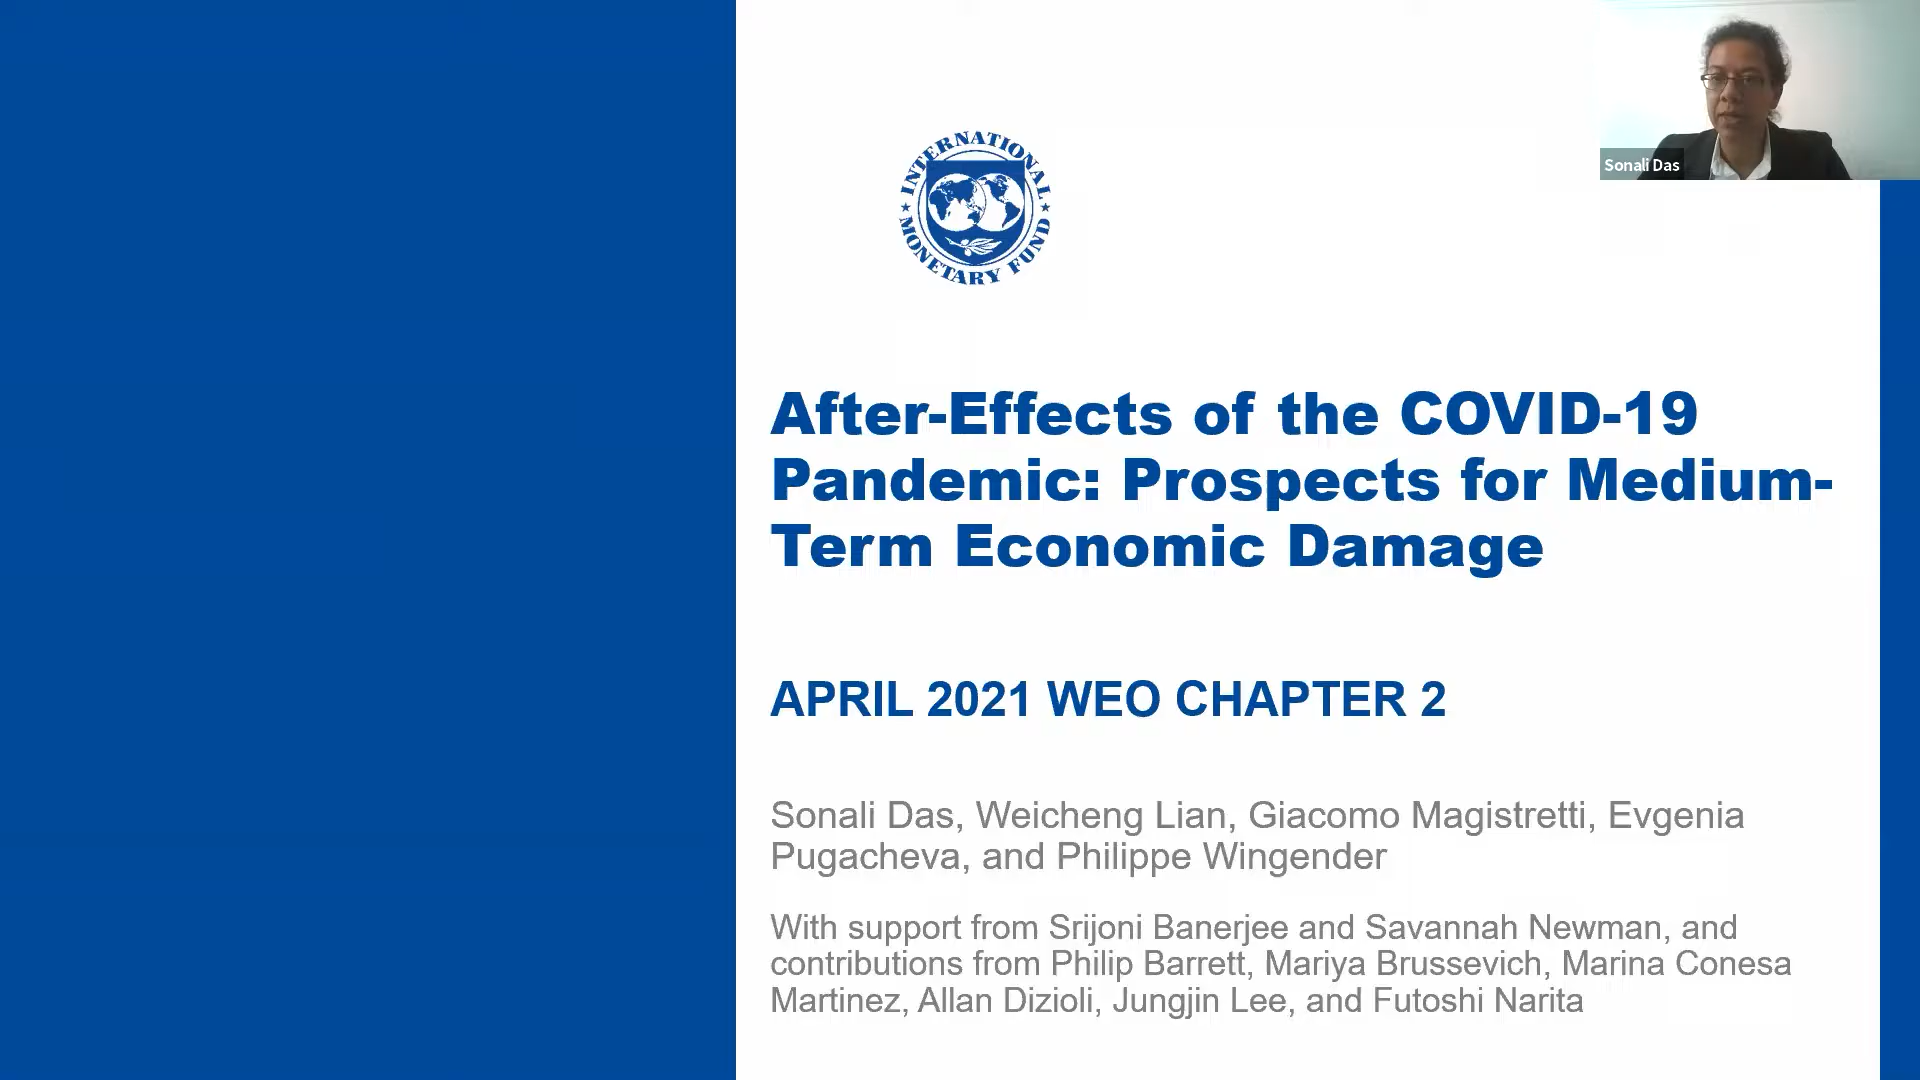 INTERNATIONAL
MONETARY FUND
Sonali Das
After-Effects of the COVID-19
Pandemic: Prospects for Medium-
Term Economic Damage
APRIL 2021 WEO CHAPTER 2
Sonali Das, Weicheng Lian, Giacomo Magistretti, Evgenia
Pugacheva, and Philippe Wingender
With support from Srijoni Banerjee and Savannah Newman, and
contributions from Philip Barrett, Mariya Brussevich, Marina Conesa
Martinez, Allan Dizioli, Jungjin Lee, and Futoshi Narita